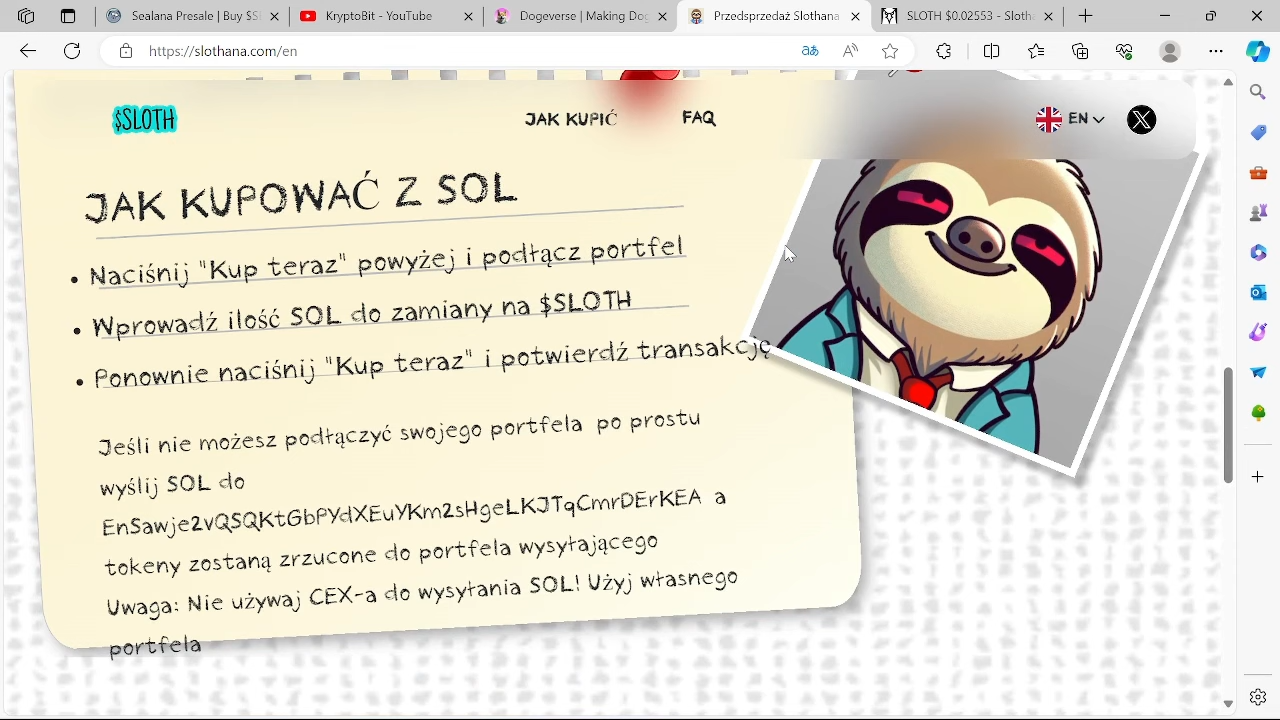 Sealana Presale | Buy $S
KryptoBit - YouTube
Dogeverse | Making Dog
Przedsprzedaż Slothana
SLOTH $0.02553 - Slotha
https://slothana.com/en
$SLOTH
JAK KUPIĆ
FAQ
EN
JAK KUPOWAĆ Z SOL
• Naciśnij "Kup teraz" powyżej i podłącz portfel
• Wprowadź ilość SOL do zamiany na $SLOTH
• Ponownie naciśnij "Kup teraz" i potwierdź transakcję
Jeśli nie możesz podłączyć swojego portfela po prostu
wyślij SOL do
EnSawje2vQSQKtGbPYdXEuYKm2sHgeLKJTqCmrDErKEA a
tokeny zostaną zrzucone do portfela wysyłającego
Uwaga: Nie używaj CEX-a do wysyłania SOL! Użyj własnego
portfela